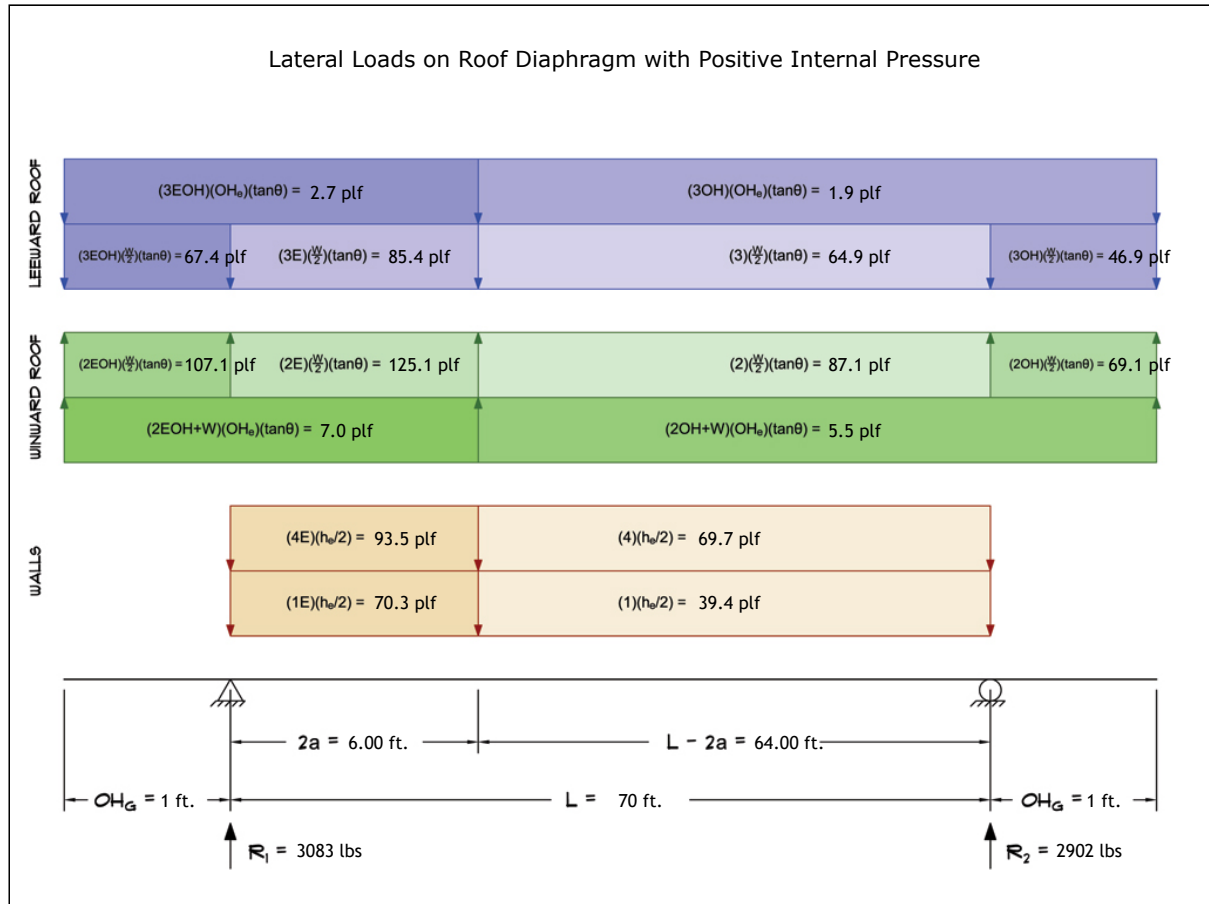 Lateral Loads on Roof Diaphragm with Positive Internal Pressure
LEEWARD ROOF
(3EOH)(OHₑ)(tanθ) = 2.7 plf
(3OH)(OHₑ)(tanθ) = 1.9 plf
(3EOH)(W/2)(tanθ) = 67.4 plf
(3E)(W/2)(tanθ) = 85.4 plf
(3)(W/2)(tanθ) = 64.9 plf
(3OH)(W/2)(tanθ) = 46.9 plf
WINWARD ROOF
(2EOH)(W/2)(tanθ) = 107.1 plf
(2E)(W/2)(tanθ) = 125.1 plf
(2)(W/2)(tanθ) = 87.1 plf
(2OH)(W/2)(tanθ) = 69.1 plf
(2EOH+W)(OHₑ)(tanθ) = 7.0 plf
(2OH+W)(OHₑ)(tanθ) = 5.5 plf
WALLS
(4E)(hₑ/2) = 93.5 plf
(4)(hₑ/2) = 69.7 plf
(1E)(hₑ/2) = 70.3 plf
(1)(hₑ/2) = 39.4 plf
2a = 6.00 ft.
L - 2a = 64.00 ft.
OH_G = 1 ft.
L = 70 ft.
OH_G = 1 ft.
R₁ = 3083 lbs
R₂ = 2902 lbs